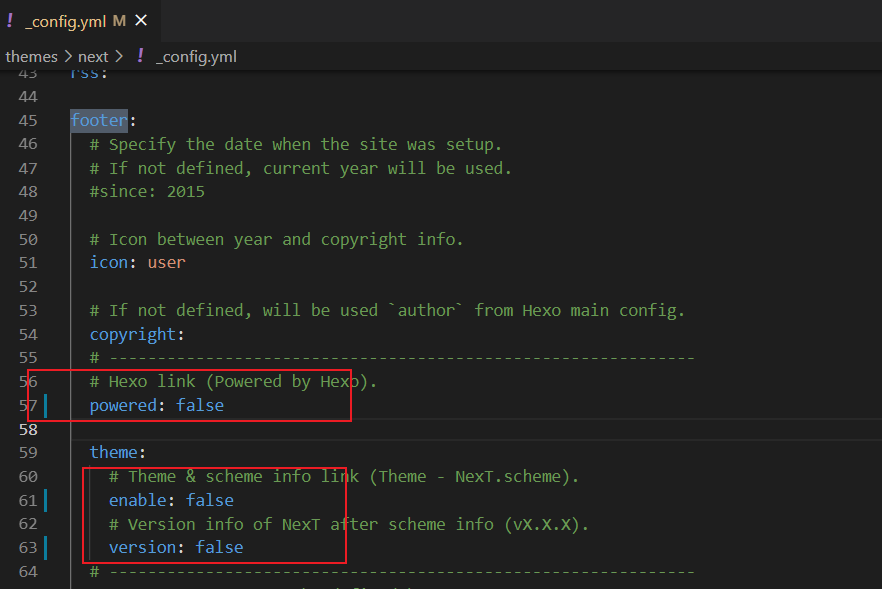 ! _config.yml M ×
themes > next > ! _config.yml
43 rss:
44
45 footer:
46 # Specify the date when the site was setup.
47 # If not defined, current year will be used.
48 #since: 2015
49
50 # Icon between year and copyright info.
51 icon: user
52
53 # If not defined, will be used `author` from Hexo main config.
54 copyright:
55 # -------------------------------------------------------------
56 # Hexo link (Powered by Hexo).
57 powered: false
58
59 theme:
60 # Theme & scheme info link (Theme - NexT.scheme).
61 enable: false
62 # Version info of NexT after scheme info (vX.X.X).
63 version: false
64 # -------------------------------------------------------------